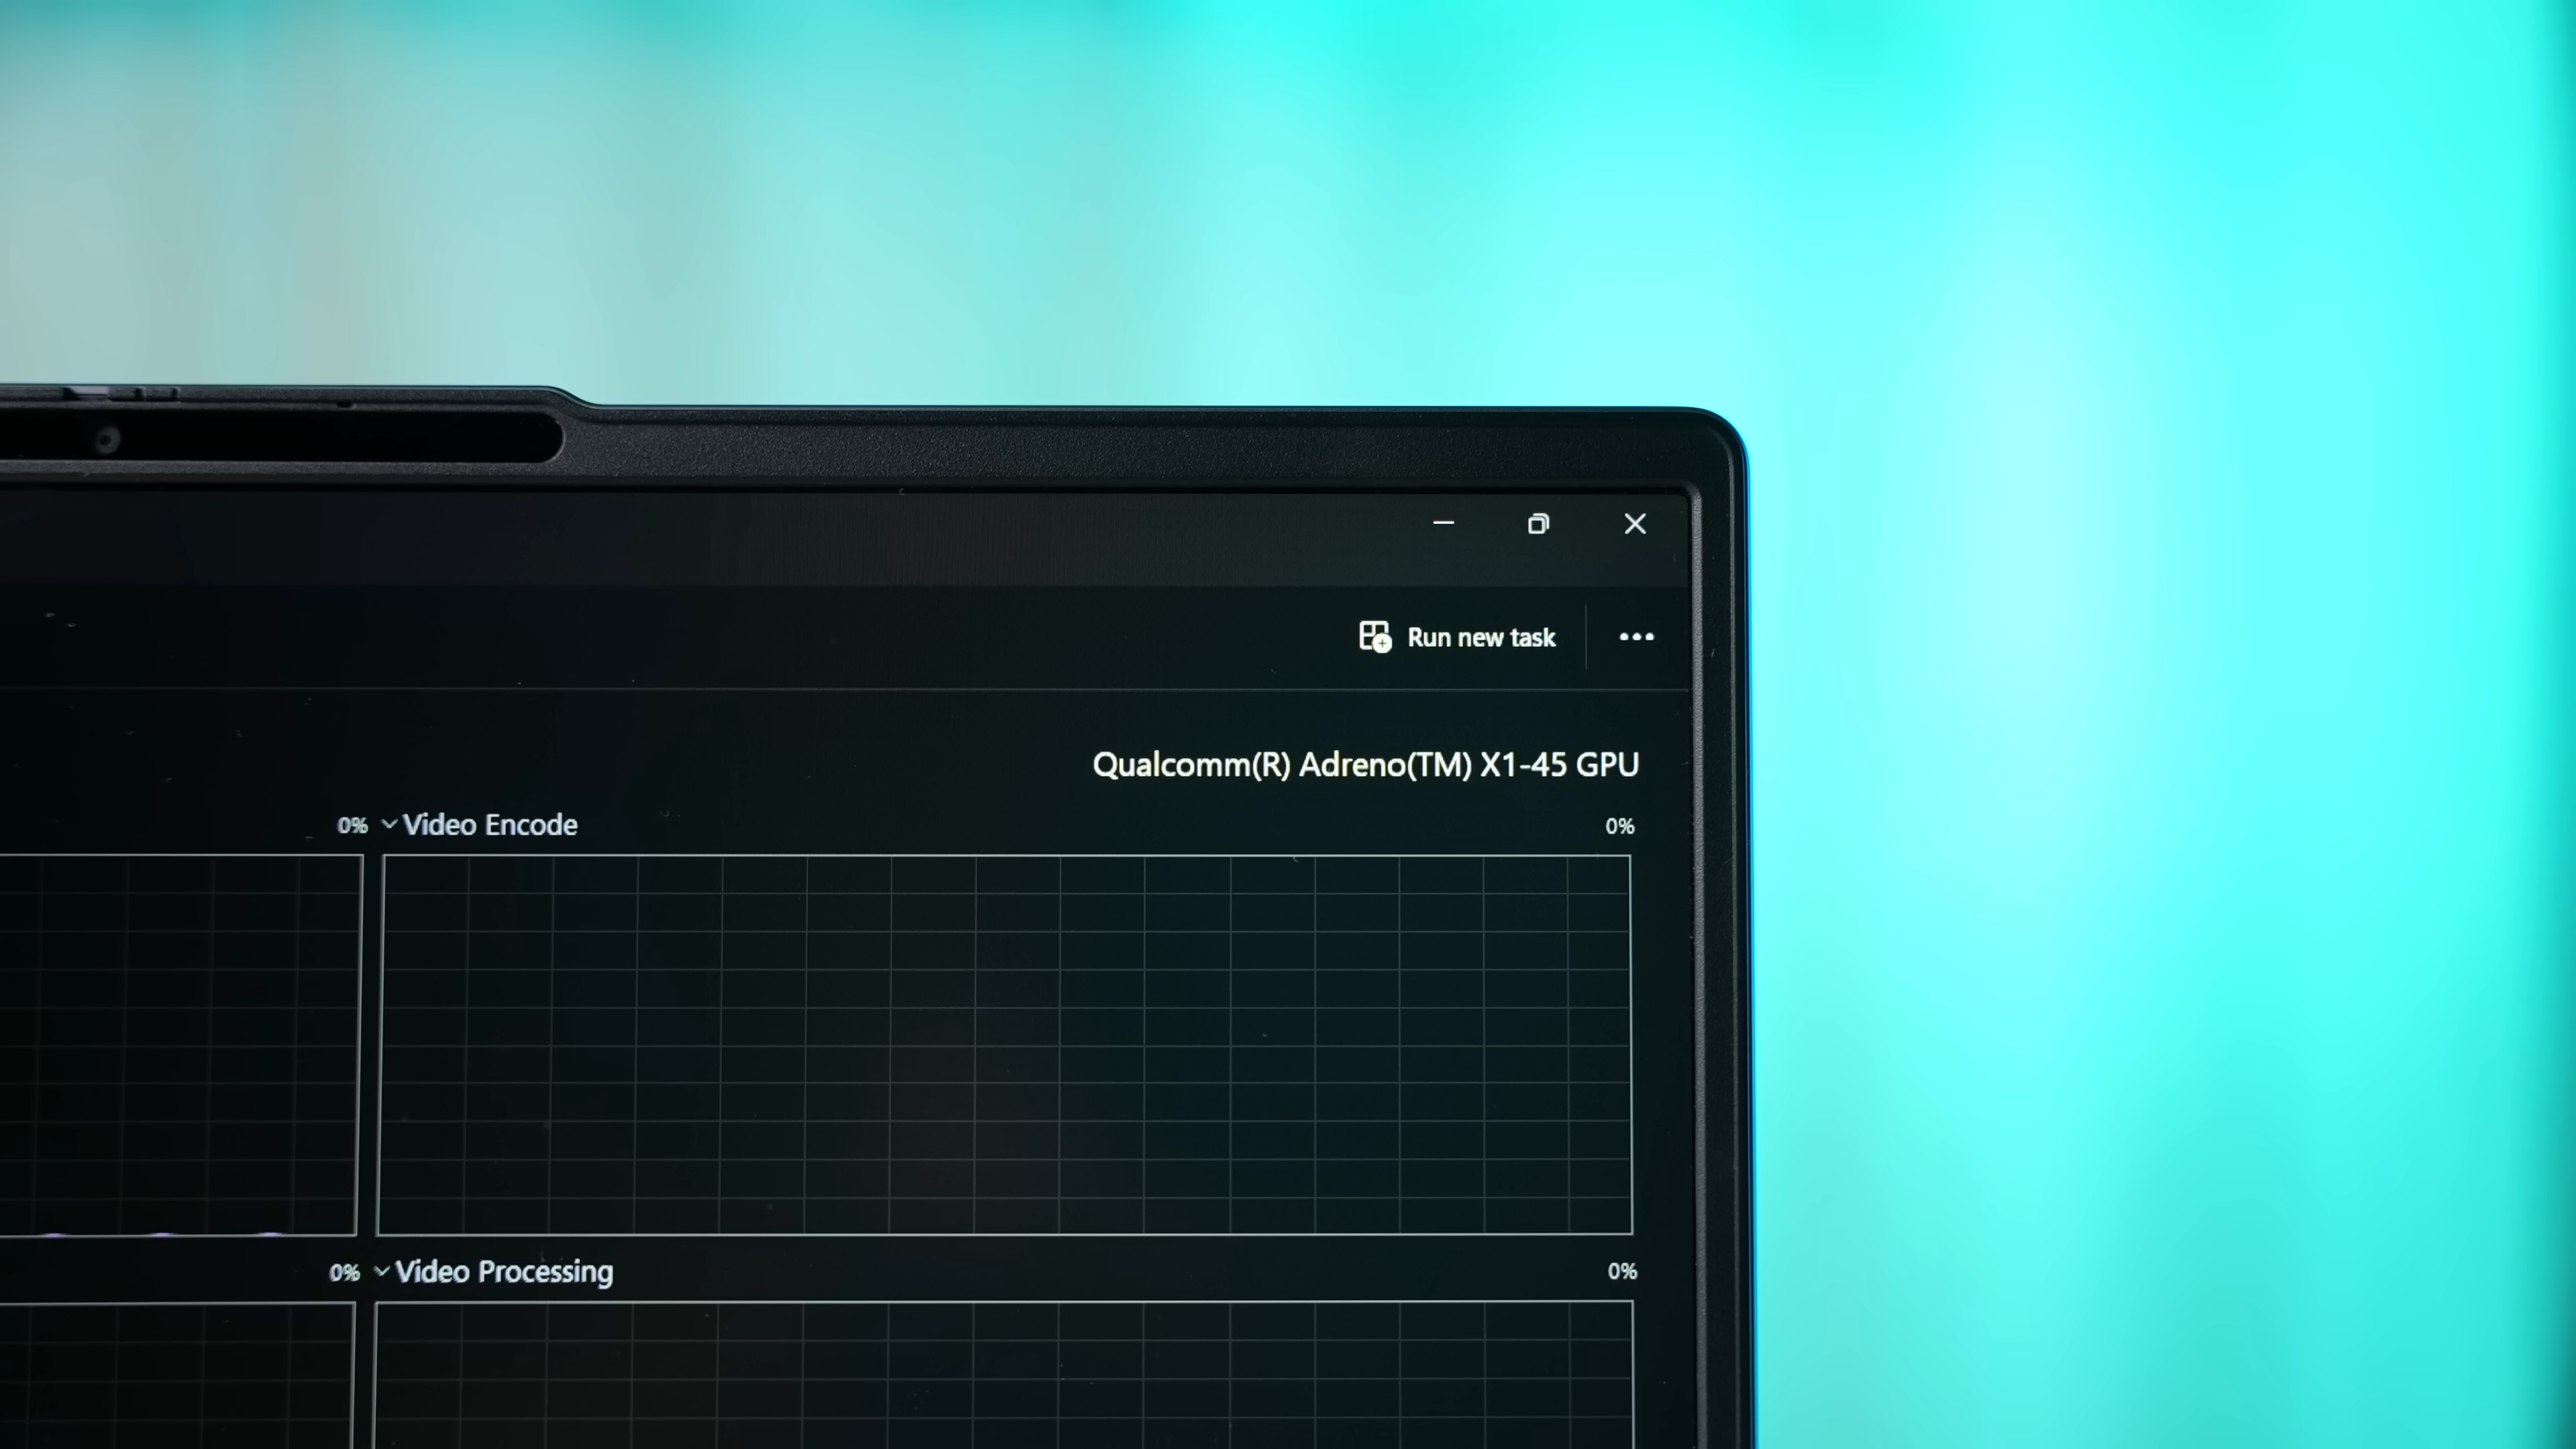 Run new task
Qualcomm(R) Adreno(TM) X1-45 GPU
0% Video Encode 0%
0% Video Processing 0%